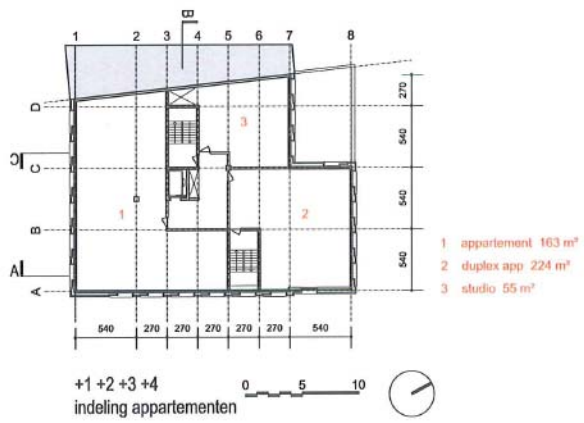 B
1 2 3 4 5 6 7 8
D
270
3
540
C
C
1
2
540
B
A
540
A
1 appartement 163 m²
2 duplex app 224 m²
3 studio 55 m²
540 270 270 270 270 270 540
+1 +2 +3 +4
0 5 10
indeling appartementen